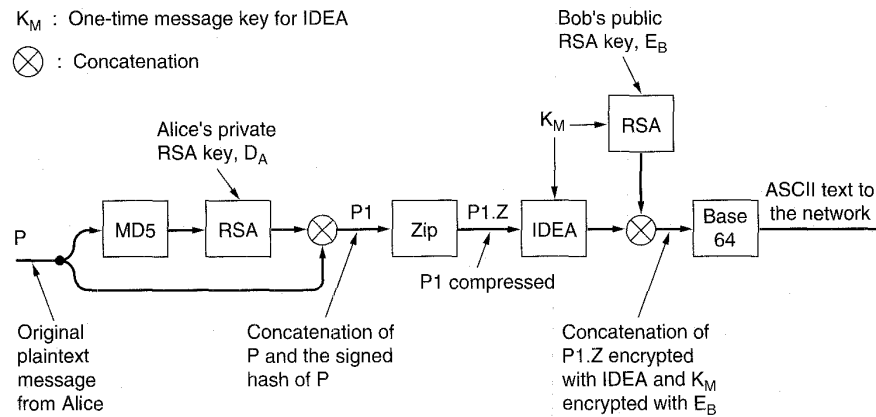 K_M : One-time message key for IDEA
⊗ : Concatenation
Bob's public
RSA key, E_B
Alice's private
RSA key, D_A
K_M
RSA
P
MD5
RSA
P1
Zip
P1.Z
IDEA
Base
64
ASCII text to
the network
P1 compressed
Original
plaintext
message
from Alice
Concatenation of
P and the signed
hash of P
Concatenation of
P1.Z encrypted
with IDEA and K_M
encrypted with E_B